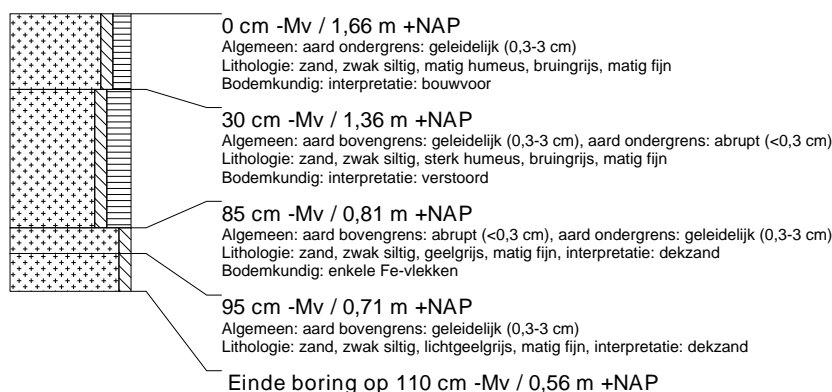 0 cm -Mv / 1,66 m +NAP
Algemeen: aard ondergrens: geleidelijk (0,3-3 cm)
Lithologie: zand, zwak siltig, matig humeus, bruingrijs, matig fijn
Bodemkundig: interpretatie: bouwvoor
30 cm -Mv / 1,36 m +NAP
Algemeen: aard bovengrens: geleidelijk (0,3-3 cm), aard ondergrens: abrupt (<0,3 cm)
Lithologie: zand, zwak siltig, sterk humeus, bruingrijs, matig fijn
Bodemkundig: interpretatie: verstoord
85 cm -Mv / 0,81 m +NAP
Algemeen: aard bovengrens: abrupt (<0,3 cm), aard ondergrens: geleidelijk (0,3-3 cm)
Lithologie: zand, zwak siltig, geelgrijs, matig fijn, interpretatie: dekzand
Bodemkundig: enkele Fe-vlekken
95 cm -Mv / 0,71 m +NAP
Algemeen: aard bovengrens: geleidelijk (0,3-3 cm)
Lithologie: zand, zwak siltig, lichtgeelgrijs, matig fijn, interpretatie: dekzand
Einde boring op 110 cm -Mv / 0,56 m +NAP